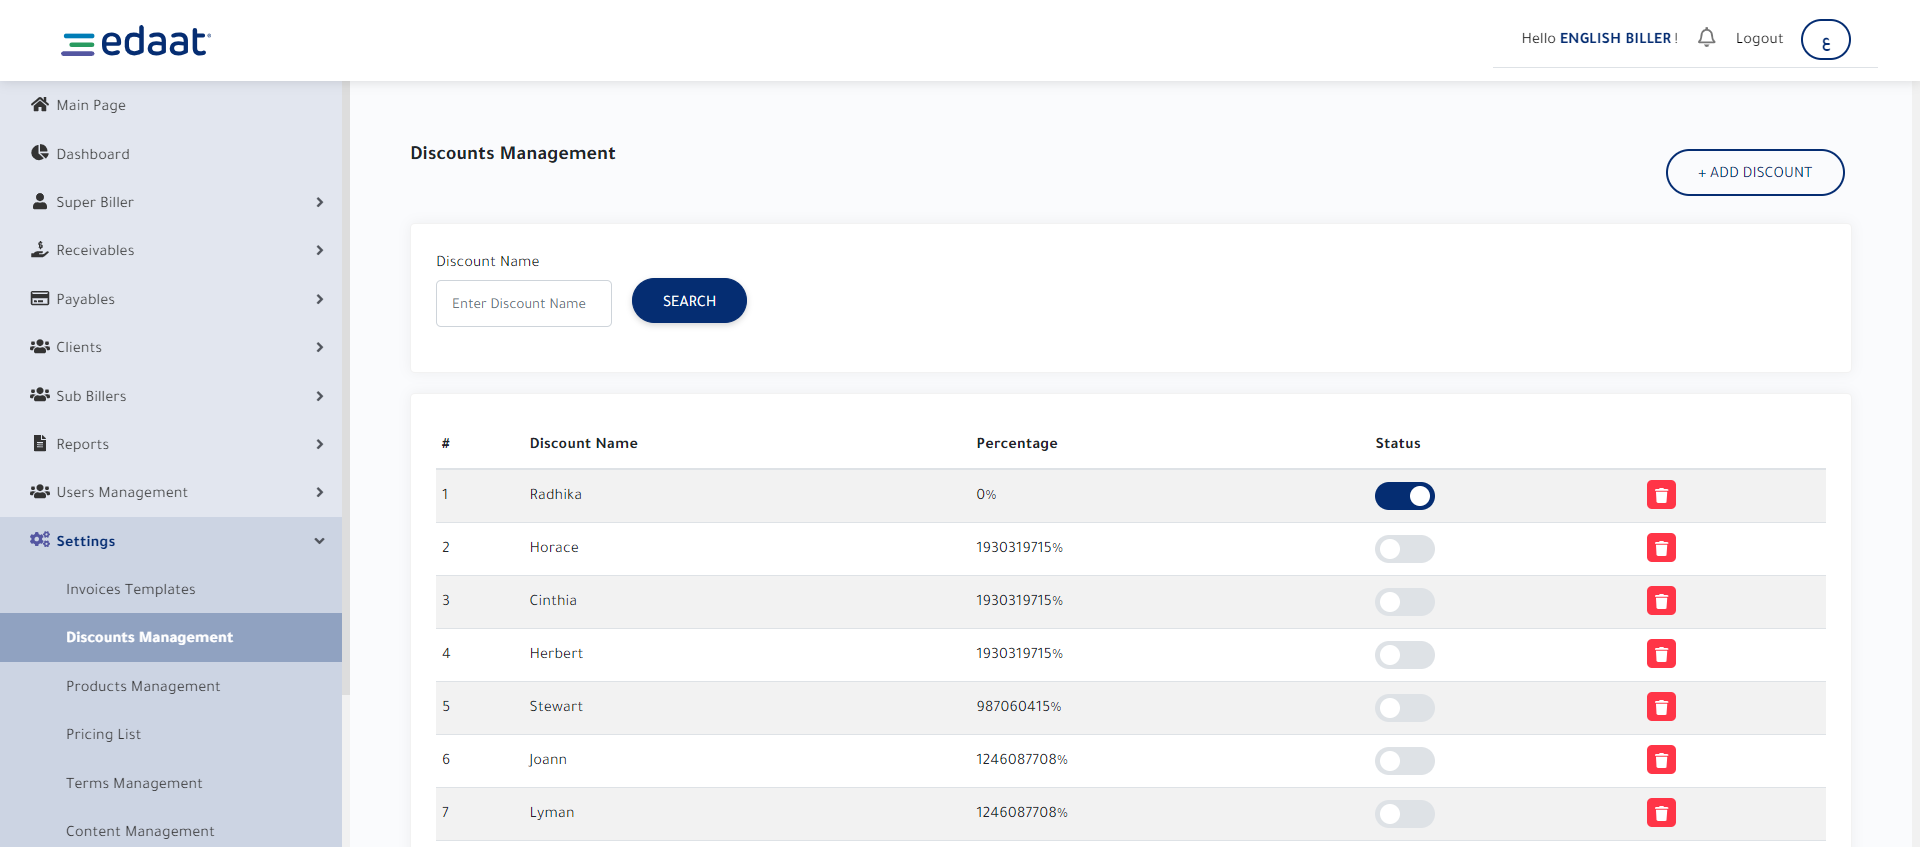 edaat
Hello ENGLISH BILLER !
Logout
ع
Main Page
Dashboard
Super Biller
Receivables
Payables
Clients
Sub Billers
Reports
Users Management
Settings
Invoices Templates
Discounts Management
Products Management
Pricing List
Terms Management
Content Management
Discounts Management
+ ADD DISCOUNT
Discount Name
Enter Discount Name
SEARCH
# Discount Name Percentage Status
1 Radhika 0%
2 Horace 1930319715%
3 Cinthia 1930319715%
4 Herbert 1930319715%
5 Stewart 987060415%
6 Joann 1246087708%
7 Lyman 1246087708%